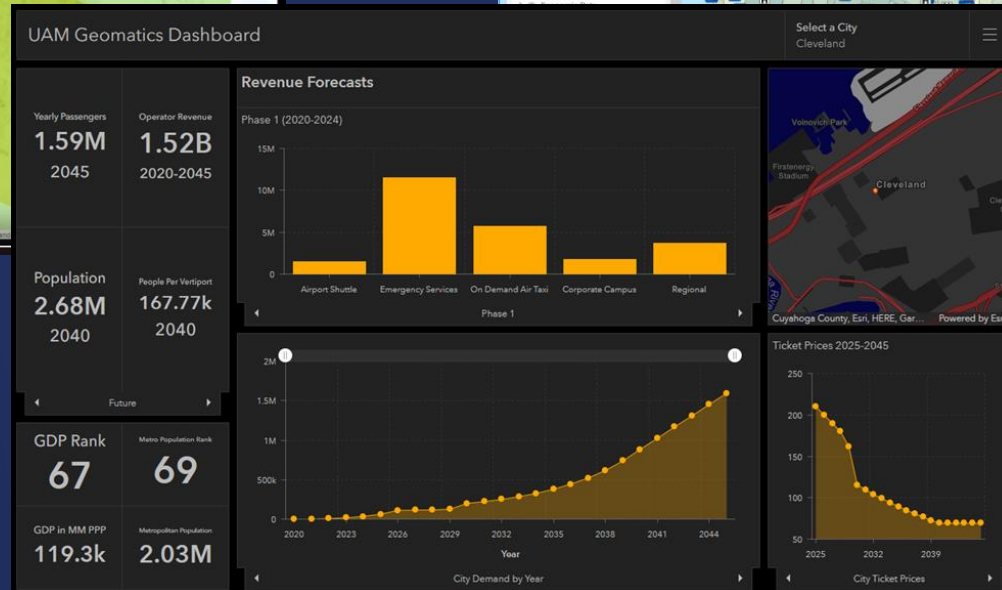 UAM Geomatics Dashboard
Select a City
Cleveland
Yearly Passengers
1.59M
2045
Operator Revenue
1.52B
2020-2045
Population
2.68M
2040
People Per Vertiport
167.77k
2040
Future
GDP Rank
67
Metro Population Rank
69
GDP in MM PPP
119.3k
Metropolitan Population
2.03M
Revenue Forecasts
Phase 1 (2020-2024)
15M
10M
5M
0
Airport Shuttle Emergency Services On Demand Air Taxi Corporate Campus Regional
Phase 1
2M
1.5M
1M
500k
0
2020 2023 2026 2029 2032 2035 2038 2041 2044
Year
City Demand by Year
Voinovich Park
Firstenergy
Stadium
Cleveland
Cuyahoga County, Esri, HERE, Gar... Powered by Es
Ticket Prices 2025-2045
250
200
150
100
50
2025 2032 2039
City Ticket Prices